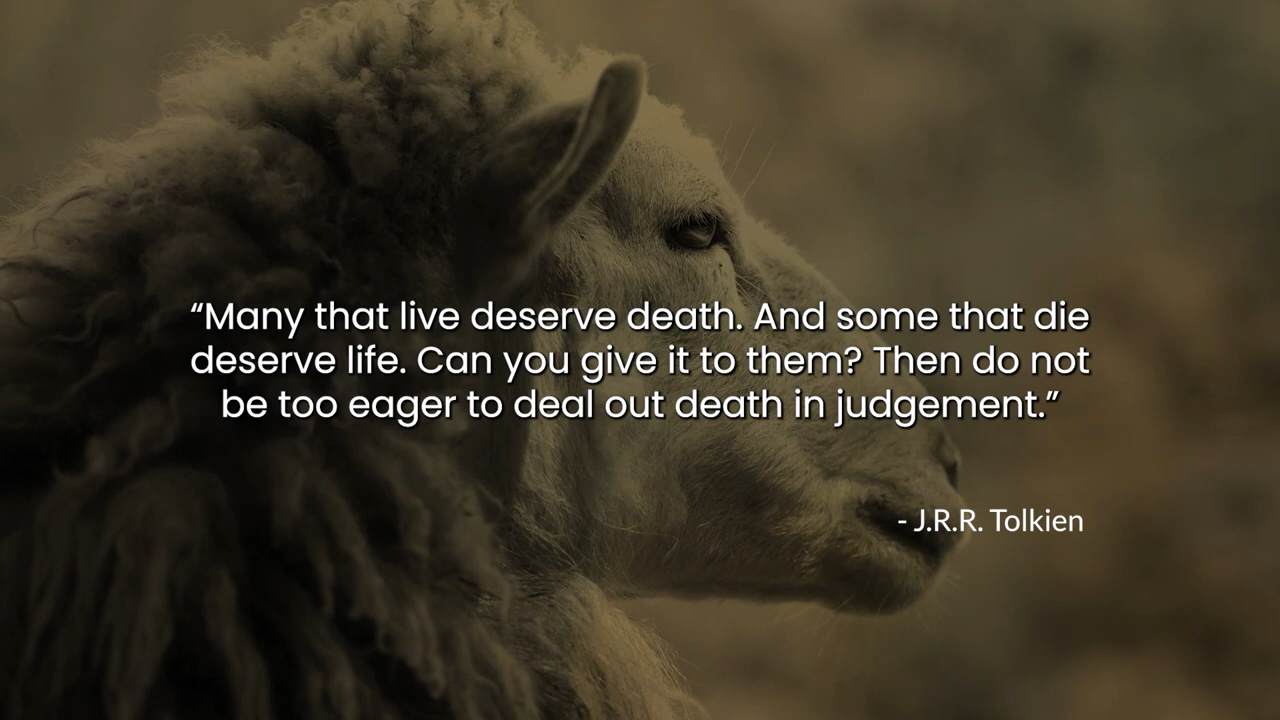 “Many that live deserve death. And some that die
deserve life. Can you give it to them? Then do not
be too eager to deal out death in judgement.”
- J.R.R. Tolkien